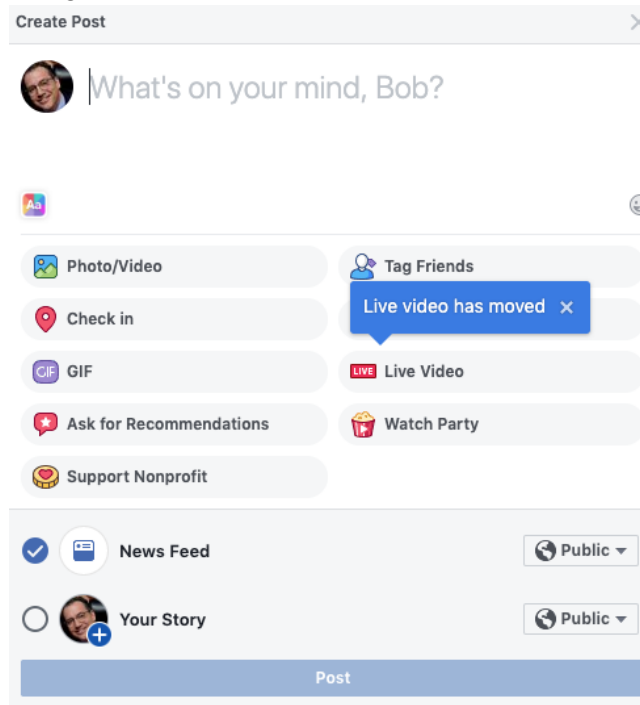 Create Post
What's on your mind, Bob?
Aa
Photo/Video
Tag Friends
Live video has moved
Check in
GIF GIF
LIVE Live Video
Ask for Recommendations
Watch Party
Support Nonprofit
News Feed
Public
Your Story
Public
Post